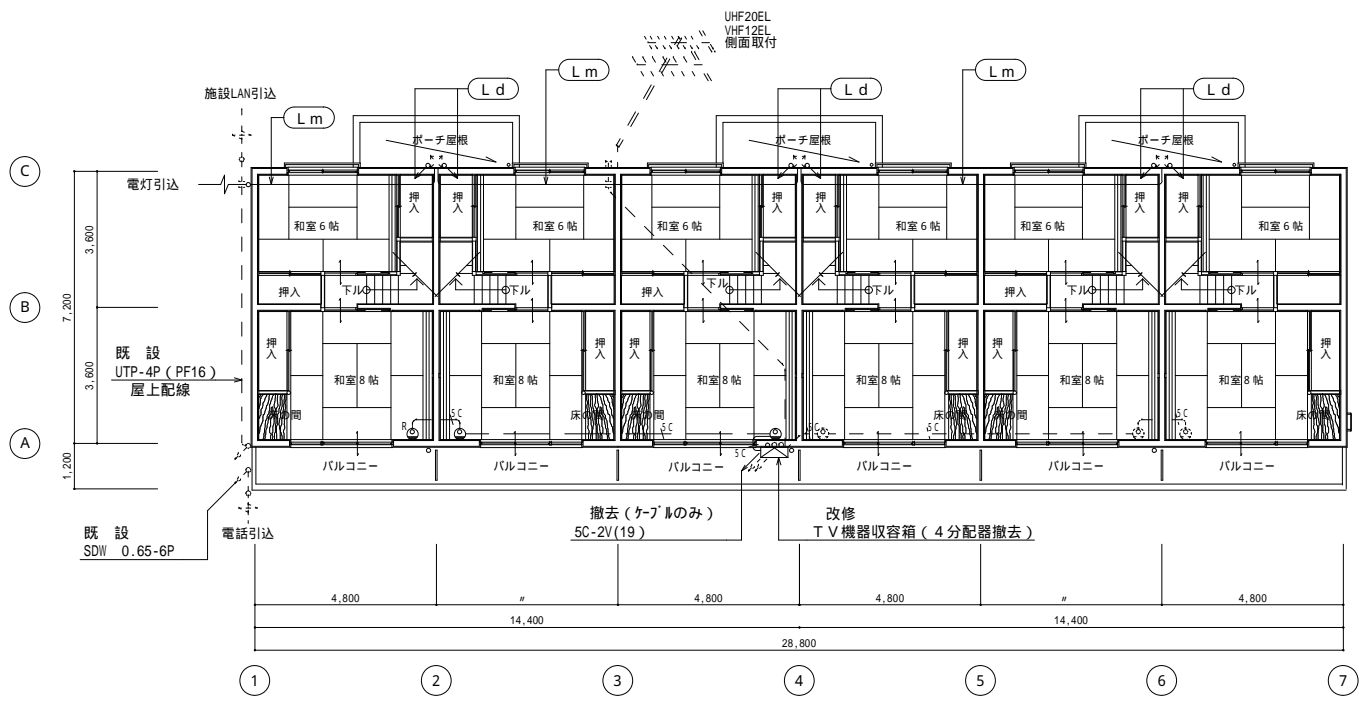 UHF20EL
VHF12EL
側面取付
Lm
Ld
Ld
Lm
Ld
施設LAN引込
Lm
ポーチ屋根
ポーチ屋根
ポーチ屋根
C
電灯引込
押入
押入
押入
押入
押入
押入
和室6帖
和室6帖
和室6帖
和室6帖
和室6帖
和室6帖
3,600
押入
下ル
下ル
押入
下ル
下ル
押入
下ル
下ル
B
7,200
既 設
UTP-4P(PF16)
屋上配線
3,600
押入
押入
押入
押入
押入
押入
和室8帖
和室8帖
和室8帖
和室8帖
和室8帖
和室8帖
床の間
R
5C
床の間
5C
5C
5C
床の間
5C
床の間
A
1,200
5C
バルコニー
バルコニー
バルコニー
バルコニー
バルコニー
バルコニー
既 設
SDW 0.65-6P
電話引込
撤去(ケーブルのみ)
5C-2V(19)
改修
TV機器収容箱(4分配器撤去)
4,800
〃
4,800
4,800
〃
4,800
14,400
14,400
28,800
1
2
3
4
5
6
7